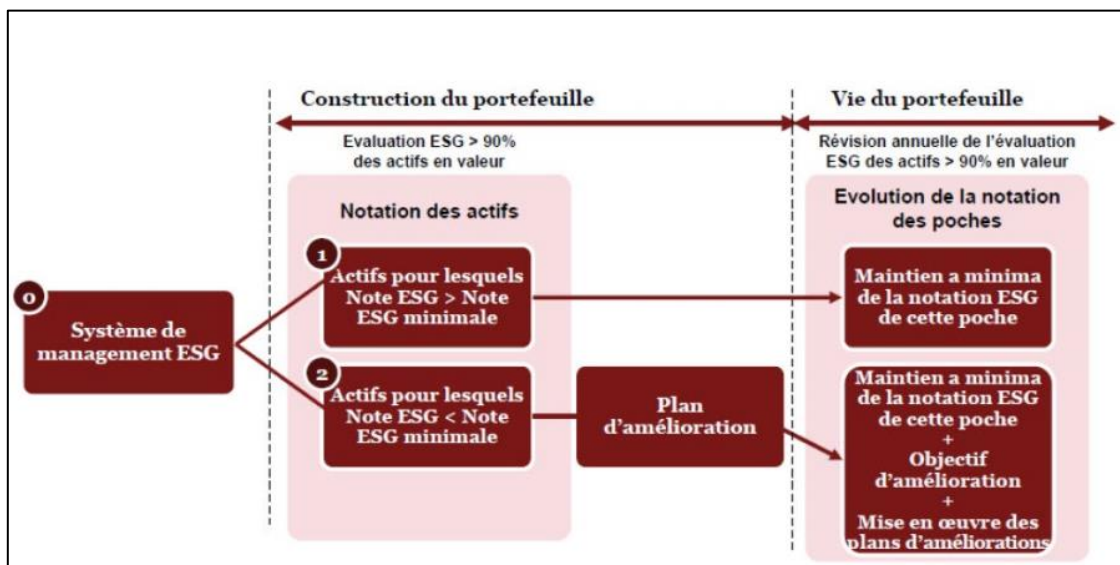 Construction du portefeuille
Vie du portefeuille
Evaluation ESG > 90%
des actifs en valeur
Révision annuelle de l'évaluation
ESG des actifs > 90% en valeur
Notation des actifs
Evolution de la notation
des poches
0
Système de
management ESG
1
Actifs pour lesquels
Note ESG > Note
ESG minimale
Maintien a minima
de la notation ESG
de cette poche
2
Actifs pour lesquels
Note ESG < Note
ESG minimale
Plan
d'amélioration
Maintien a minima
de la notation ESG
de cette poche
+
Objectif
d'amélioration
+
Mise en œuvre des
plans d'améliorations